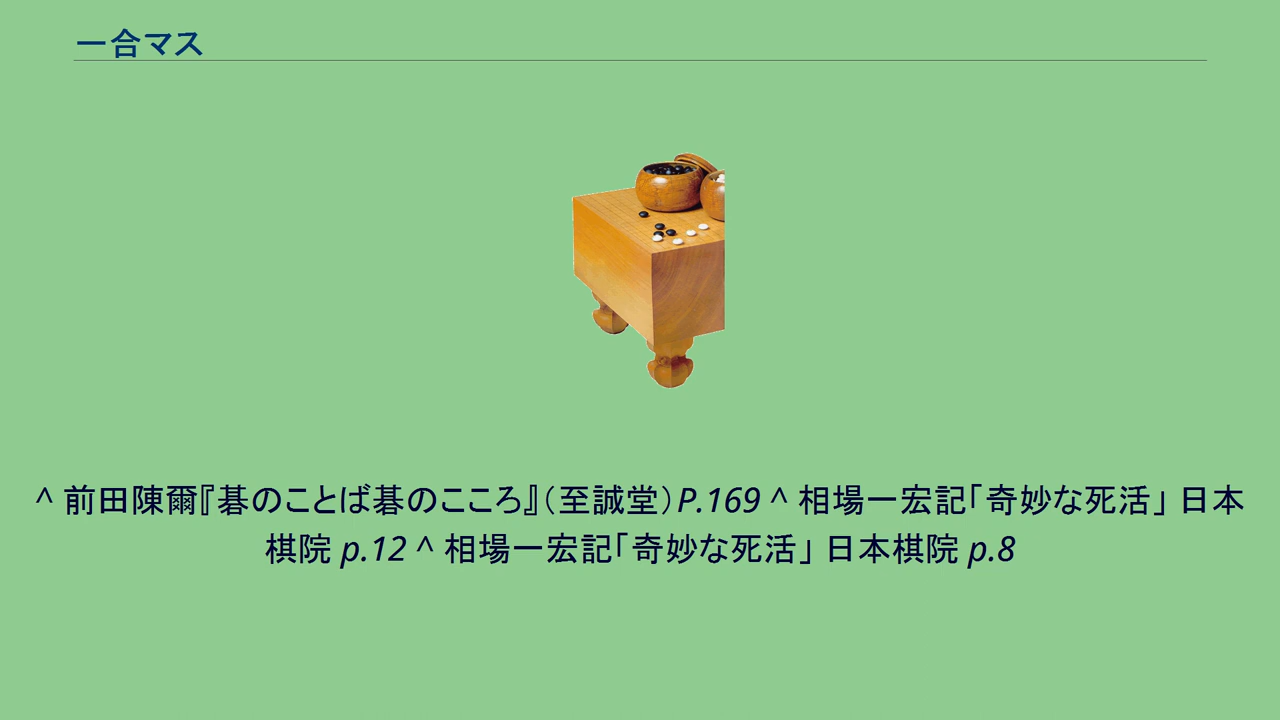 一合マス
^ 前田陳爾『碁のことば碁のこころ』（至誠堂）P.169 ^ 相場一宏記「奇妙な死活」 日本
棋院 p.12 ^ 相場一宏記「奇妙な死活」 日本棋院 p.8